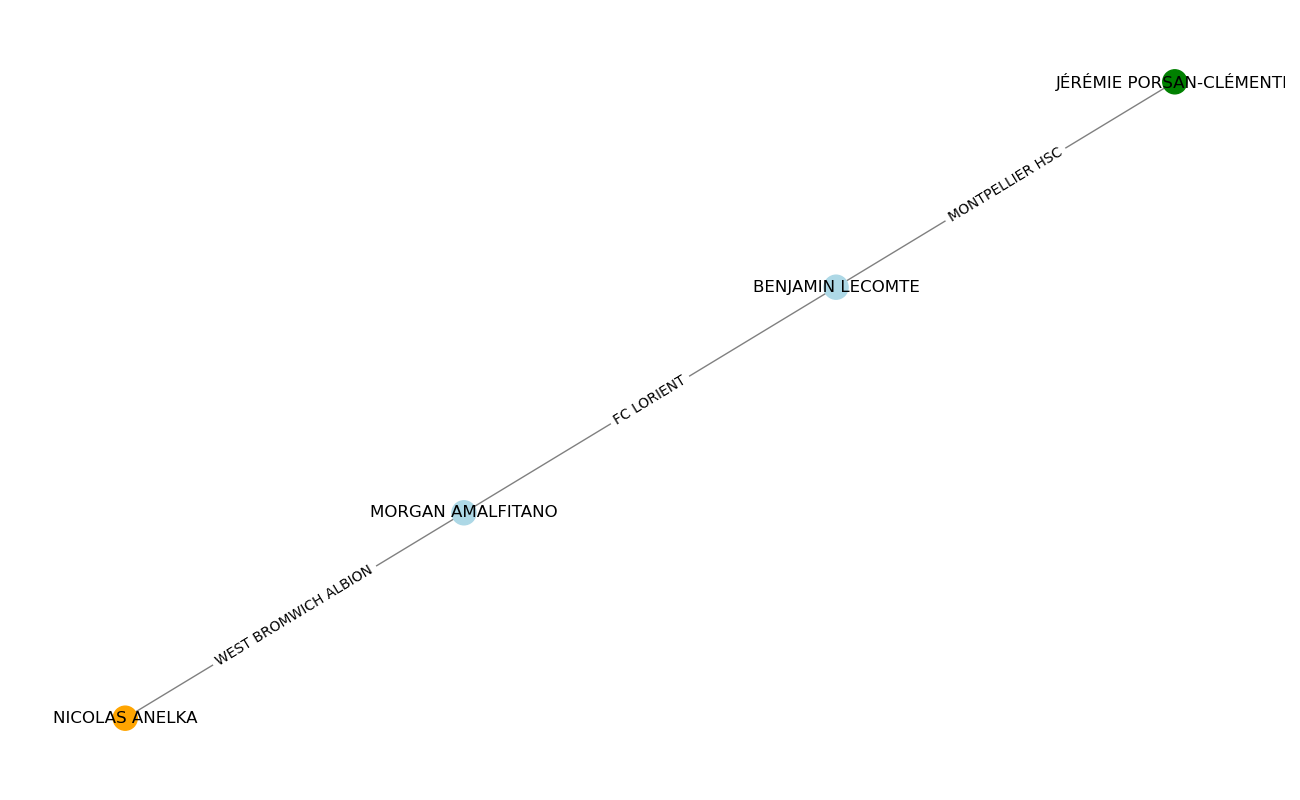 JÉRÉMIE PORSAN-CLÉMENTI
MONTPELLIER HSC
BENJAMIN LECOMTE
FC LORIENT
MORGAN AMALFITANO
WEST BROMWICH ALBION
NICOLAS ANELKA